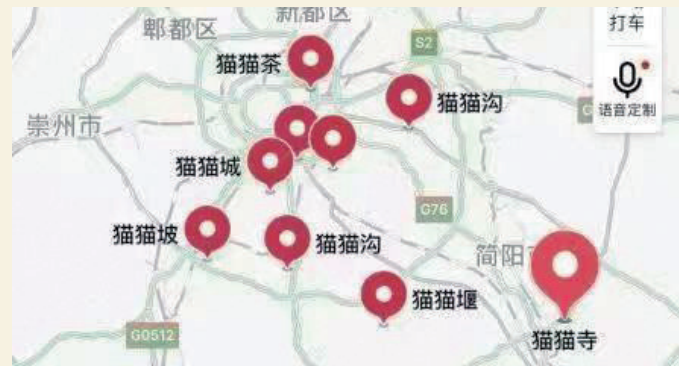 新都区
郫都区
打车
S2
猫猫茶
猫猫沟
语音定制
崇州市
猫猫城
猫猫坡
G76
猫猫沟
简阳
猫猫堰
G0512
猫猫寺